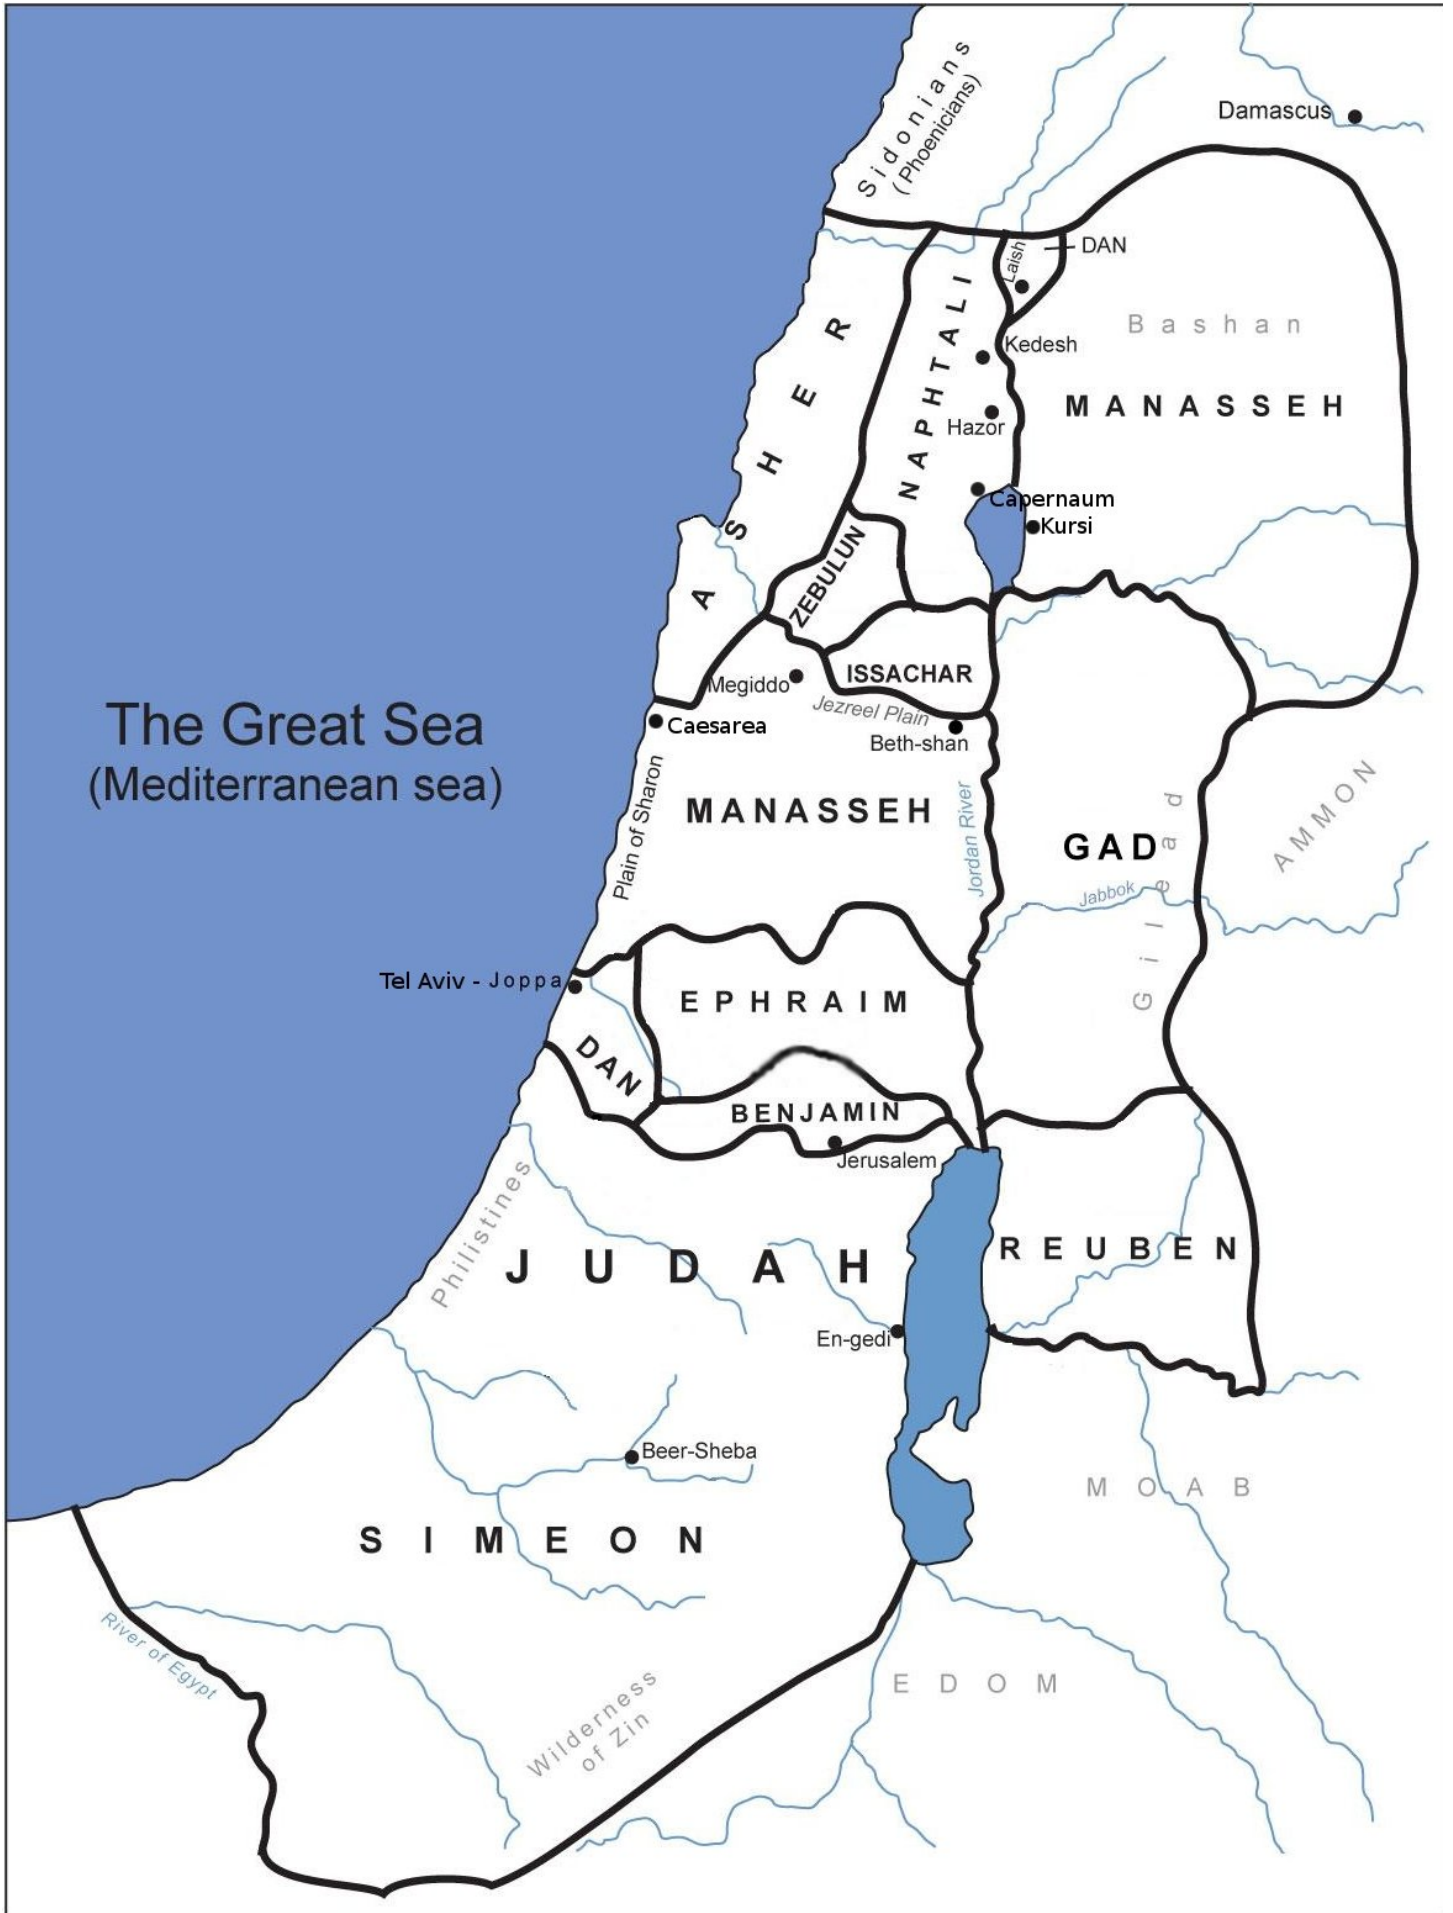 Sidonians
(Phoenicians)
Damascus
DAN
Laish
Bashan
ASHER
NAPHTALI
Kedesh
MANASSEH
Hazor
Capernaum
Kursi
ZEBULUN
ISSACHAR
Megiddo
Jezreel Plain
Caesarea
Beth-shan
The Great Sea
(Mediterranean sea)
Plain of Sharon
MANASSEH
Jordan River
GAD
Gilead
Jabbok
AMMON
Tel Aviv - Joppa
EPHRAIM
DAN
BENJAMIN
Jerusalem
Philistines
JUDAH
REUBEN
En-gedi
Beer-Sheba
MOAB
SIMEON
River of Egypt
Wilderness
of Zin
EDOM